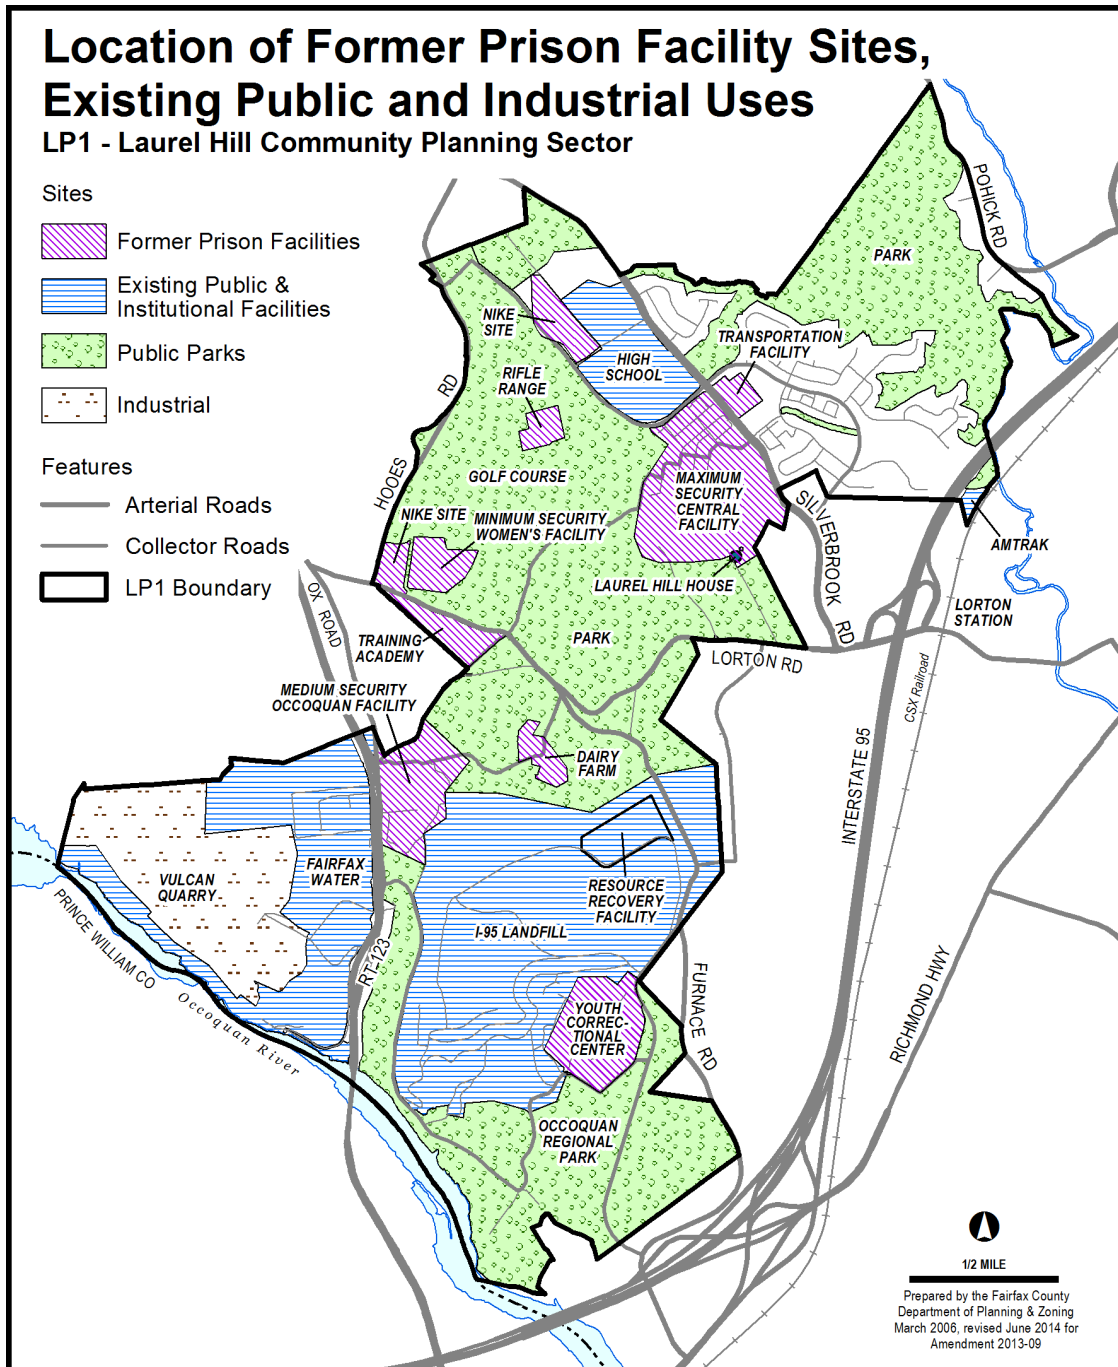 Location of Former Prison Facility Sites,
Existing Public and Industrial Uses
LP1 - Laurel Hill Community Planning Sector
Sites
Former Prison Facilities
Existing Public &
Institutional Facilities
Public Parks
Industrial
Features
Arterial Roads
Collector Roads
LP1 Boundary
POHICK RD
PARK
NIKE
SITE
TRANSPORTATION
FACILITY
HIGH
SCHOOL
RIFLE
RANGE
HOOES RD
GOLF COURSE
MAXIMUM
SECURITY
CENTRAL
FACILITY
SILVERBROOK RD
NIKE SITE
MINIMUM SECURITY
WOMEN'S FACILITY
AMTRAK
LAUREL HILL HOUSE
OX ROAD
LORTON
STATION
TRAINING
ACADEMY
PARK
LORTON RD
CSX Railroad
MEDIUM SECURITY
OCCOQUAN FACILITY
INTERSTATE 95
DAIRY
FARM
FAIRFAX
WATER
VULCAN
QUARRY
RESOURCE
RECOVERY
FACILITY
PRINCE WILLIAM CO
I-95 LANDFILL
RT 123
Occoquan River
FURNACE RD
RICHMOND HWY
YOUTH
CORREC-
TIONAL
CENTER
OCCOQUAN
REGIONAL
PARK
1/2 MILE
Prepared by the Fairfax County
Department of Planning & Zoning
March 2006, revised June 2014 for
Amendment 2013-09